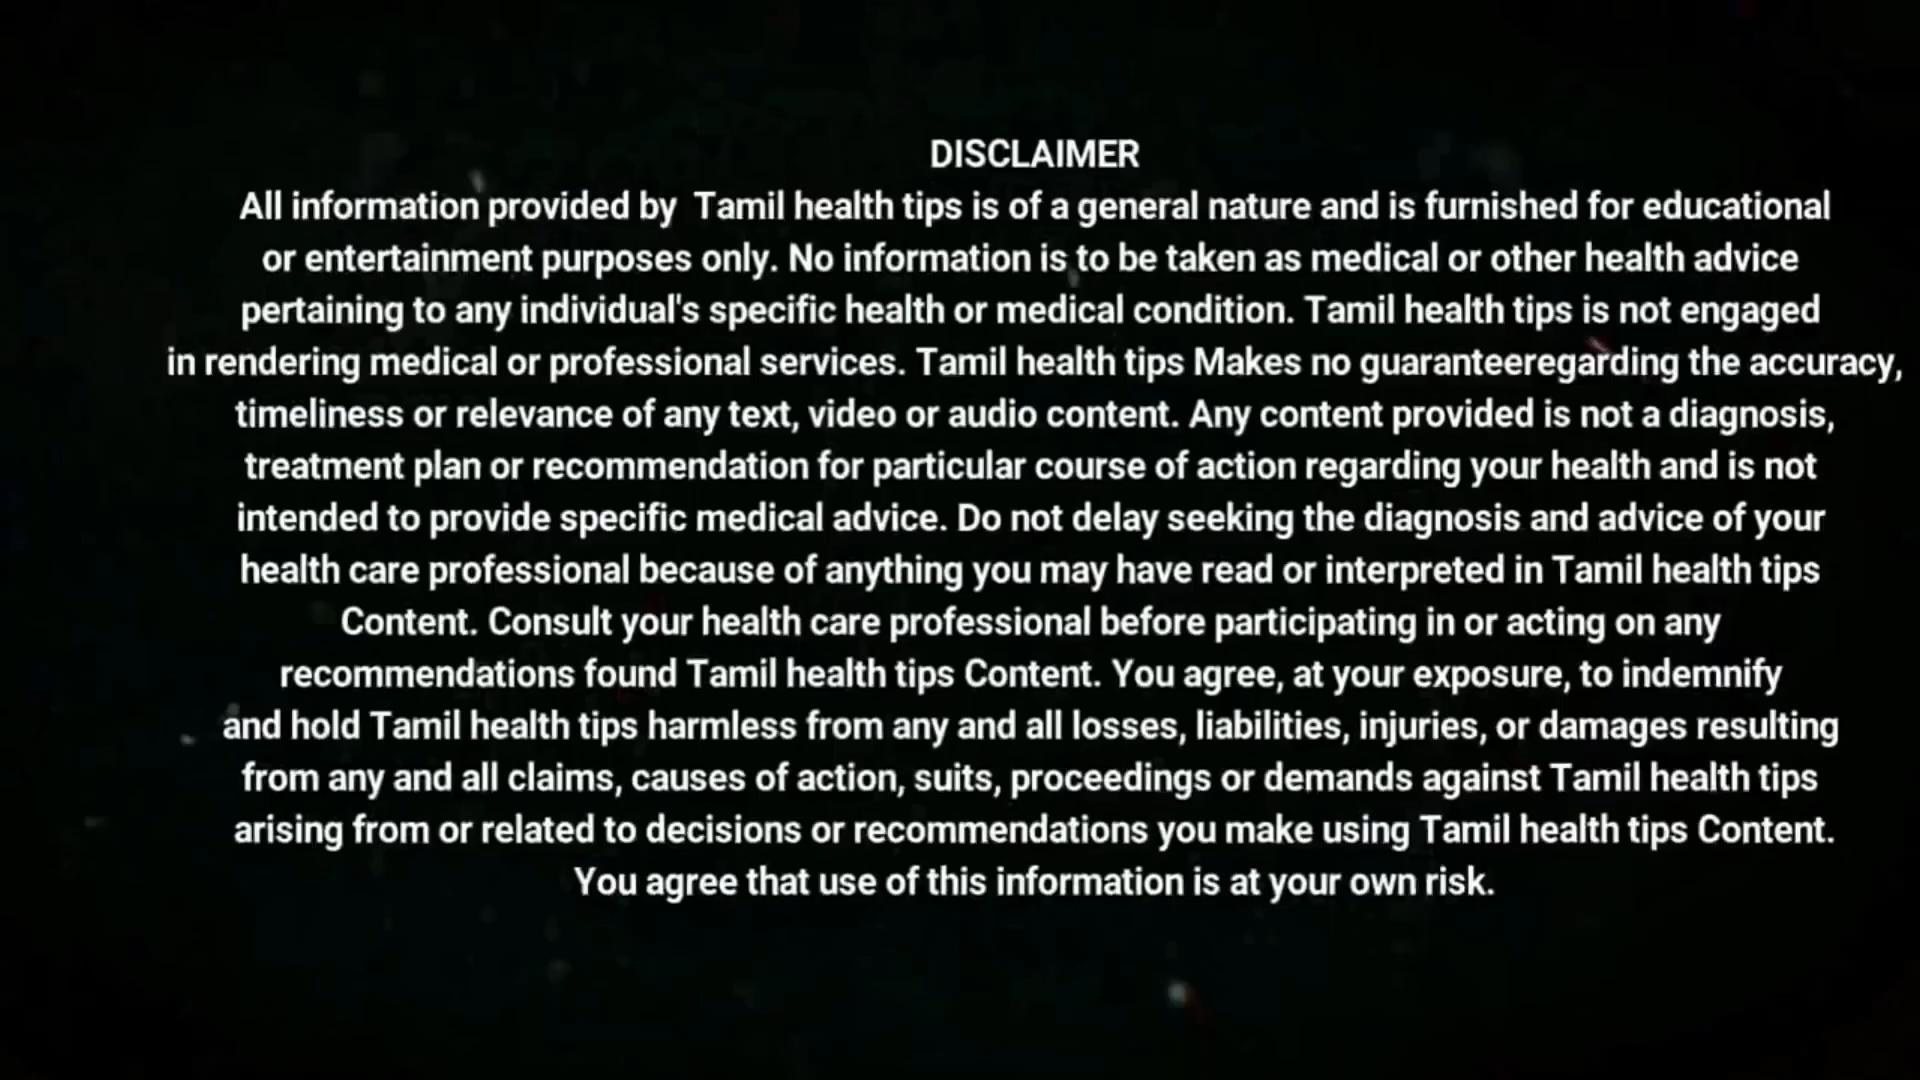 DISCLAIMER
All information provided by  Tamil health tips is of a general nature and is furnished for educational
or entertainment purposes only. No information is to be taken as medical or other health advice
pertaining to any individual's specific health or medical condition. Tamil health tips is not engaged
in rendering medical or professional services. Tamil health tips Makes no guaranteeregarding the accuracy,
timeliness or relevance of any text, video or audio content. Any content provided is not a diagnosis,
treatment plan or recommendation for particular course of action regarding your health and is not
intended to provide specific medical advice. Do not delay seeking the diagnosis and advice of your
health care professional because of anything you may have read or interpreted in Tamil health tips
Content. Consult your health care professional before participating in or acting on any
recommendations found Tamil health tips Content. You agree, at your exposure, to indemnify
and hold Tamil health tips harmless from any and all losses, liabilities, injuries, or damages resulting
from any and all claims, causes of action, suits, proceedings or demands against Tamil health tips
arising from or related to decisions or recommendations you make using Tamil health tips Content.
You agree that use of this information is at your own risk.